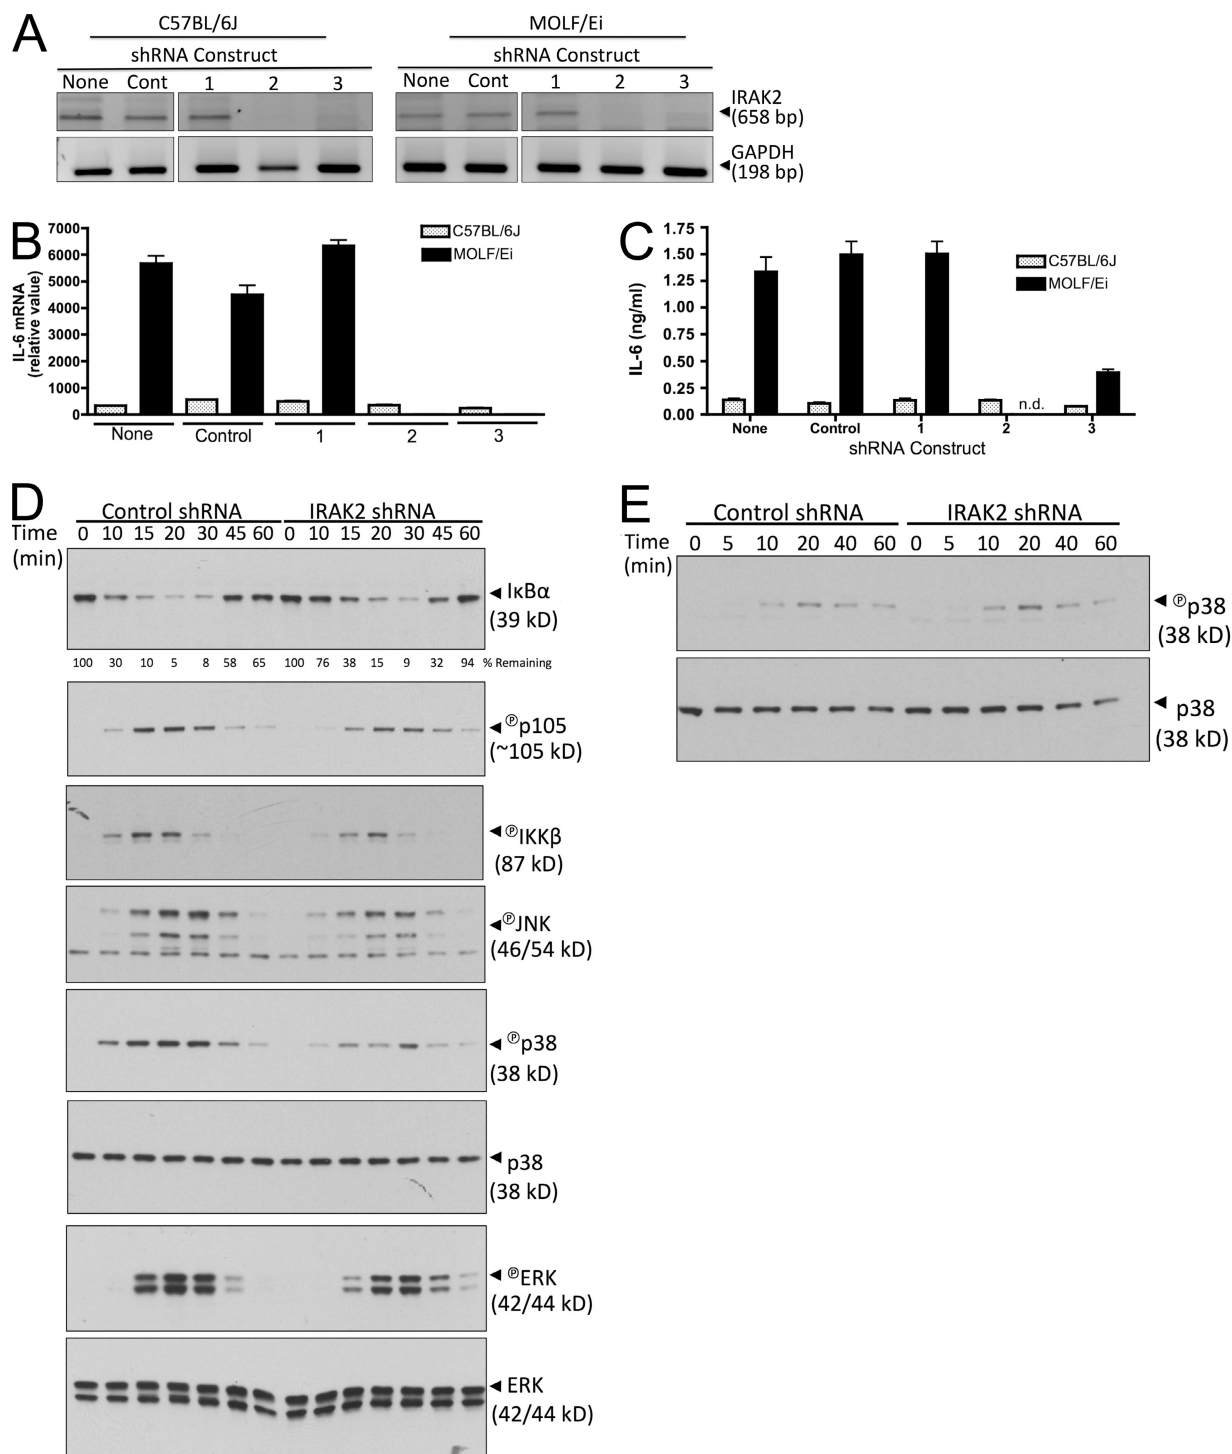 A
C57BL/6J
MOLF/Ei
shRNA Construct
shRNA Construct
None Cont 1 2 3
None Cont 1 2 3
IRAK2
(658 bp)
GAPDH
(198 bp)
B
IL-6 mRNA
(relative value)
7000
6000
5000
4000
3000
2000
1000
0
C57BL/6J
MOLF/Ei
None Control 1 2 3
C
IL-6 (ng/ml)
1.75
1.50
1.25
1.00
0.75
0.50
0.25
0.00
C57BL/6J
MOLF/Ei
n.d.
None Control 1 2 3
shRNA Construct
D
Control shRNA IRAK2 shRNA
Time
(min)
0 10 15 20 30 45 60 0 10 15 20 30 45 60
IκBα
(39 kD)
100 30 10 5 8 58 65 100 76 38 15 9 32 94 % Remaining
Ⓟp105
(~105 kD)
ⓅIKKβ
(87 kD)
ⓅJNK
(46/54 kD)
Ⓟp38
(38 kD)
p38
(38 kD)
ⓅERK
(42/44 kD)
ERK
(42/44 kD)
E
Control shRNA IRAK2 shRNA
Time
(min)
0 5 10 20 40 60 0 5 10 20 40 60
Ⓟp38
(38 kD)
p38
(38 kD)